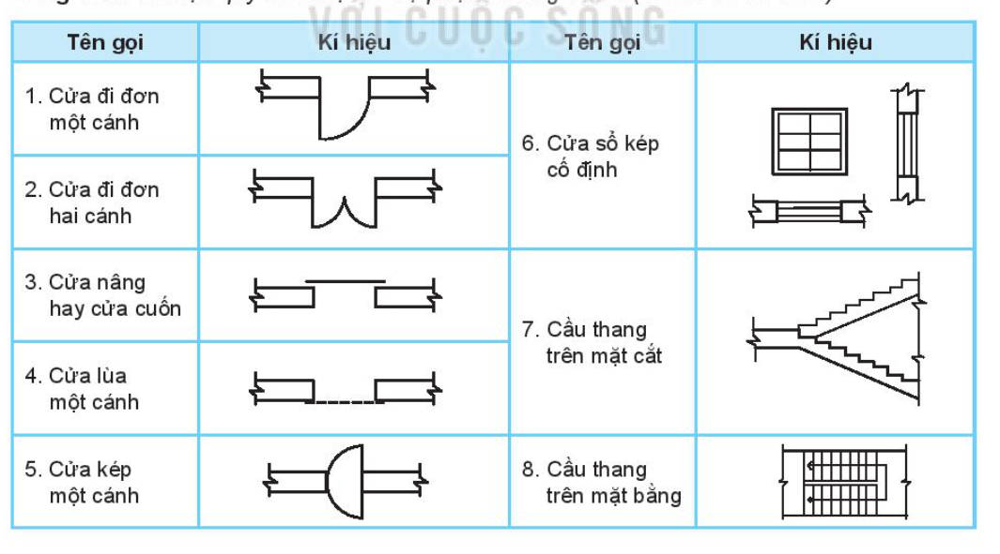 VỚI CUỘC SỐNG
Tên gọi
Kí hiệu
Tên gọi
Kí hiệu
1. Cửa đi đơn
một cánh
2. Cửa đi đơn
hai cánh
3. Cửa nâng
hay cửa cuốn
4. Cửa lùa
một cánh
5. Cửa kép
một cánh
6. Cửa sổ kép
cố định
7. Cầu thang
trên mặt cắt
8. Cầu thang
trên mặt bằng